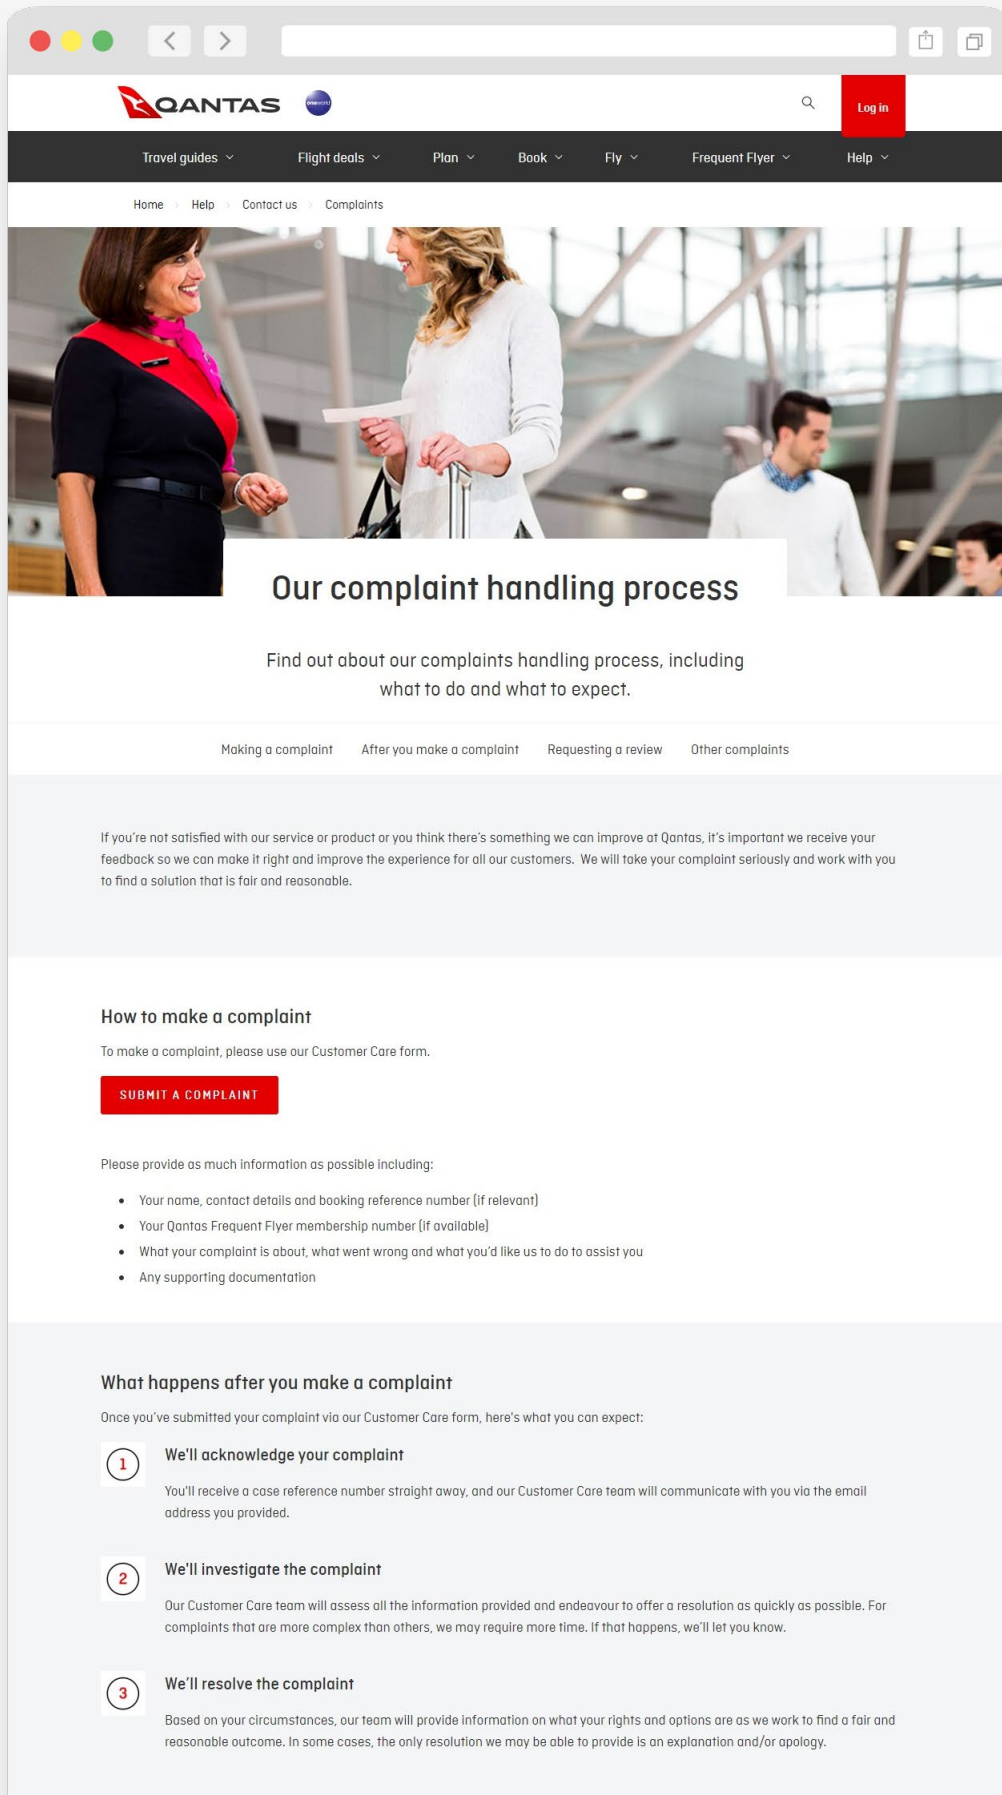 QANTAS
oneworld
Log in
Travel guides
Flight deals
Plan
Book
Fly
Frequent Flyer
Help
Home
Help
Contact us
Complaints
Our complaint handling process
Find out about our complaints handling process, including
what to do and what to expect.
Making a complaint
After you make a complaint
Requesting a review
Other complaints
If you're not satisfied with our service or product or you think there's something we can improve at Qantas, it's important we receive your
feedback so we can make it right and improve the experience for all our customers. We will take your complaint seriously and work with you
to find a solution that is fair and reasonable.
How to make a complaint
To make a complaint, please use our Customer Care form.
SUBMIT A COMPLAINT
Please provide as much information as possible including:
• Your name, contact details and booking reference number (if relevant)
• Your Qantas Frequent Flyer membership number (if available)
• What your complaint is about, what went wrong and what you'd like us to do to assist you
• Any supporting documentation
What happens after you make a complaint
Once you've submitted your complaint via our Customer Care form, here's what you can expect:
1
We'll acknowledge your complaint
You'll receive a case reference number straight away, and our Customer Care team will communicate with you via the email
address you provided.
2
We'll investigate the complaint
Our Customer Care team will assess all the information provided and endeavour to offer a resolution as quickly as possible. For
complaints that are more complex than others, we may require more time. If that happens, we'll let you know.
3
We'll resolve the complaint
Based on your circumstances, our team will provide information on what your rights and options are as we work to find a fair and
reasonable outcome. In some cases, the only resolution we may be able to provide is an explanation and/or apology.